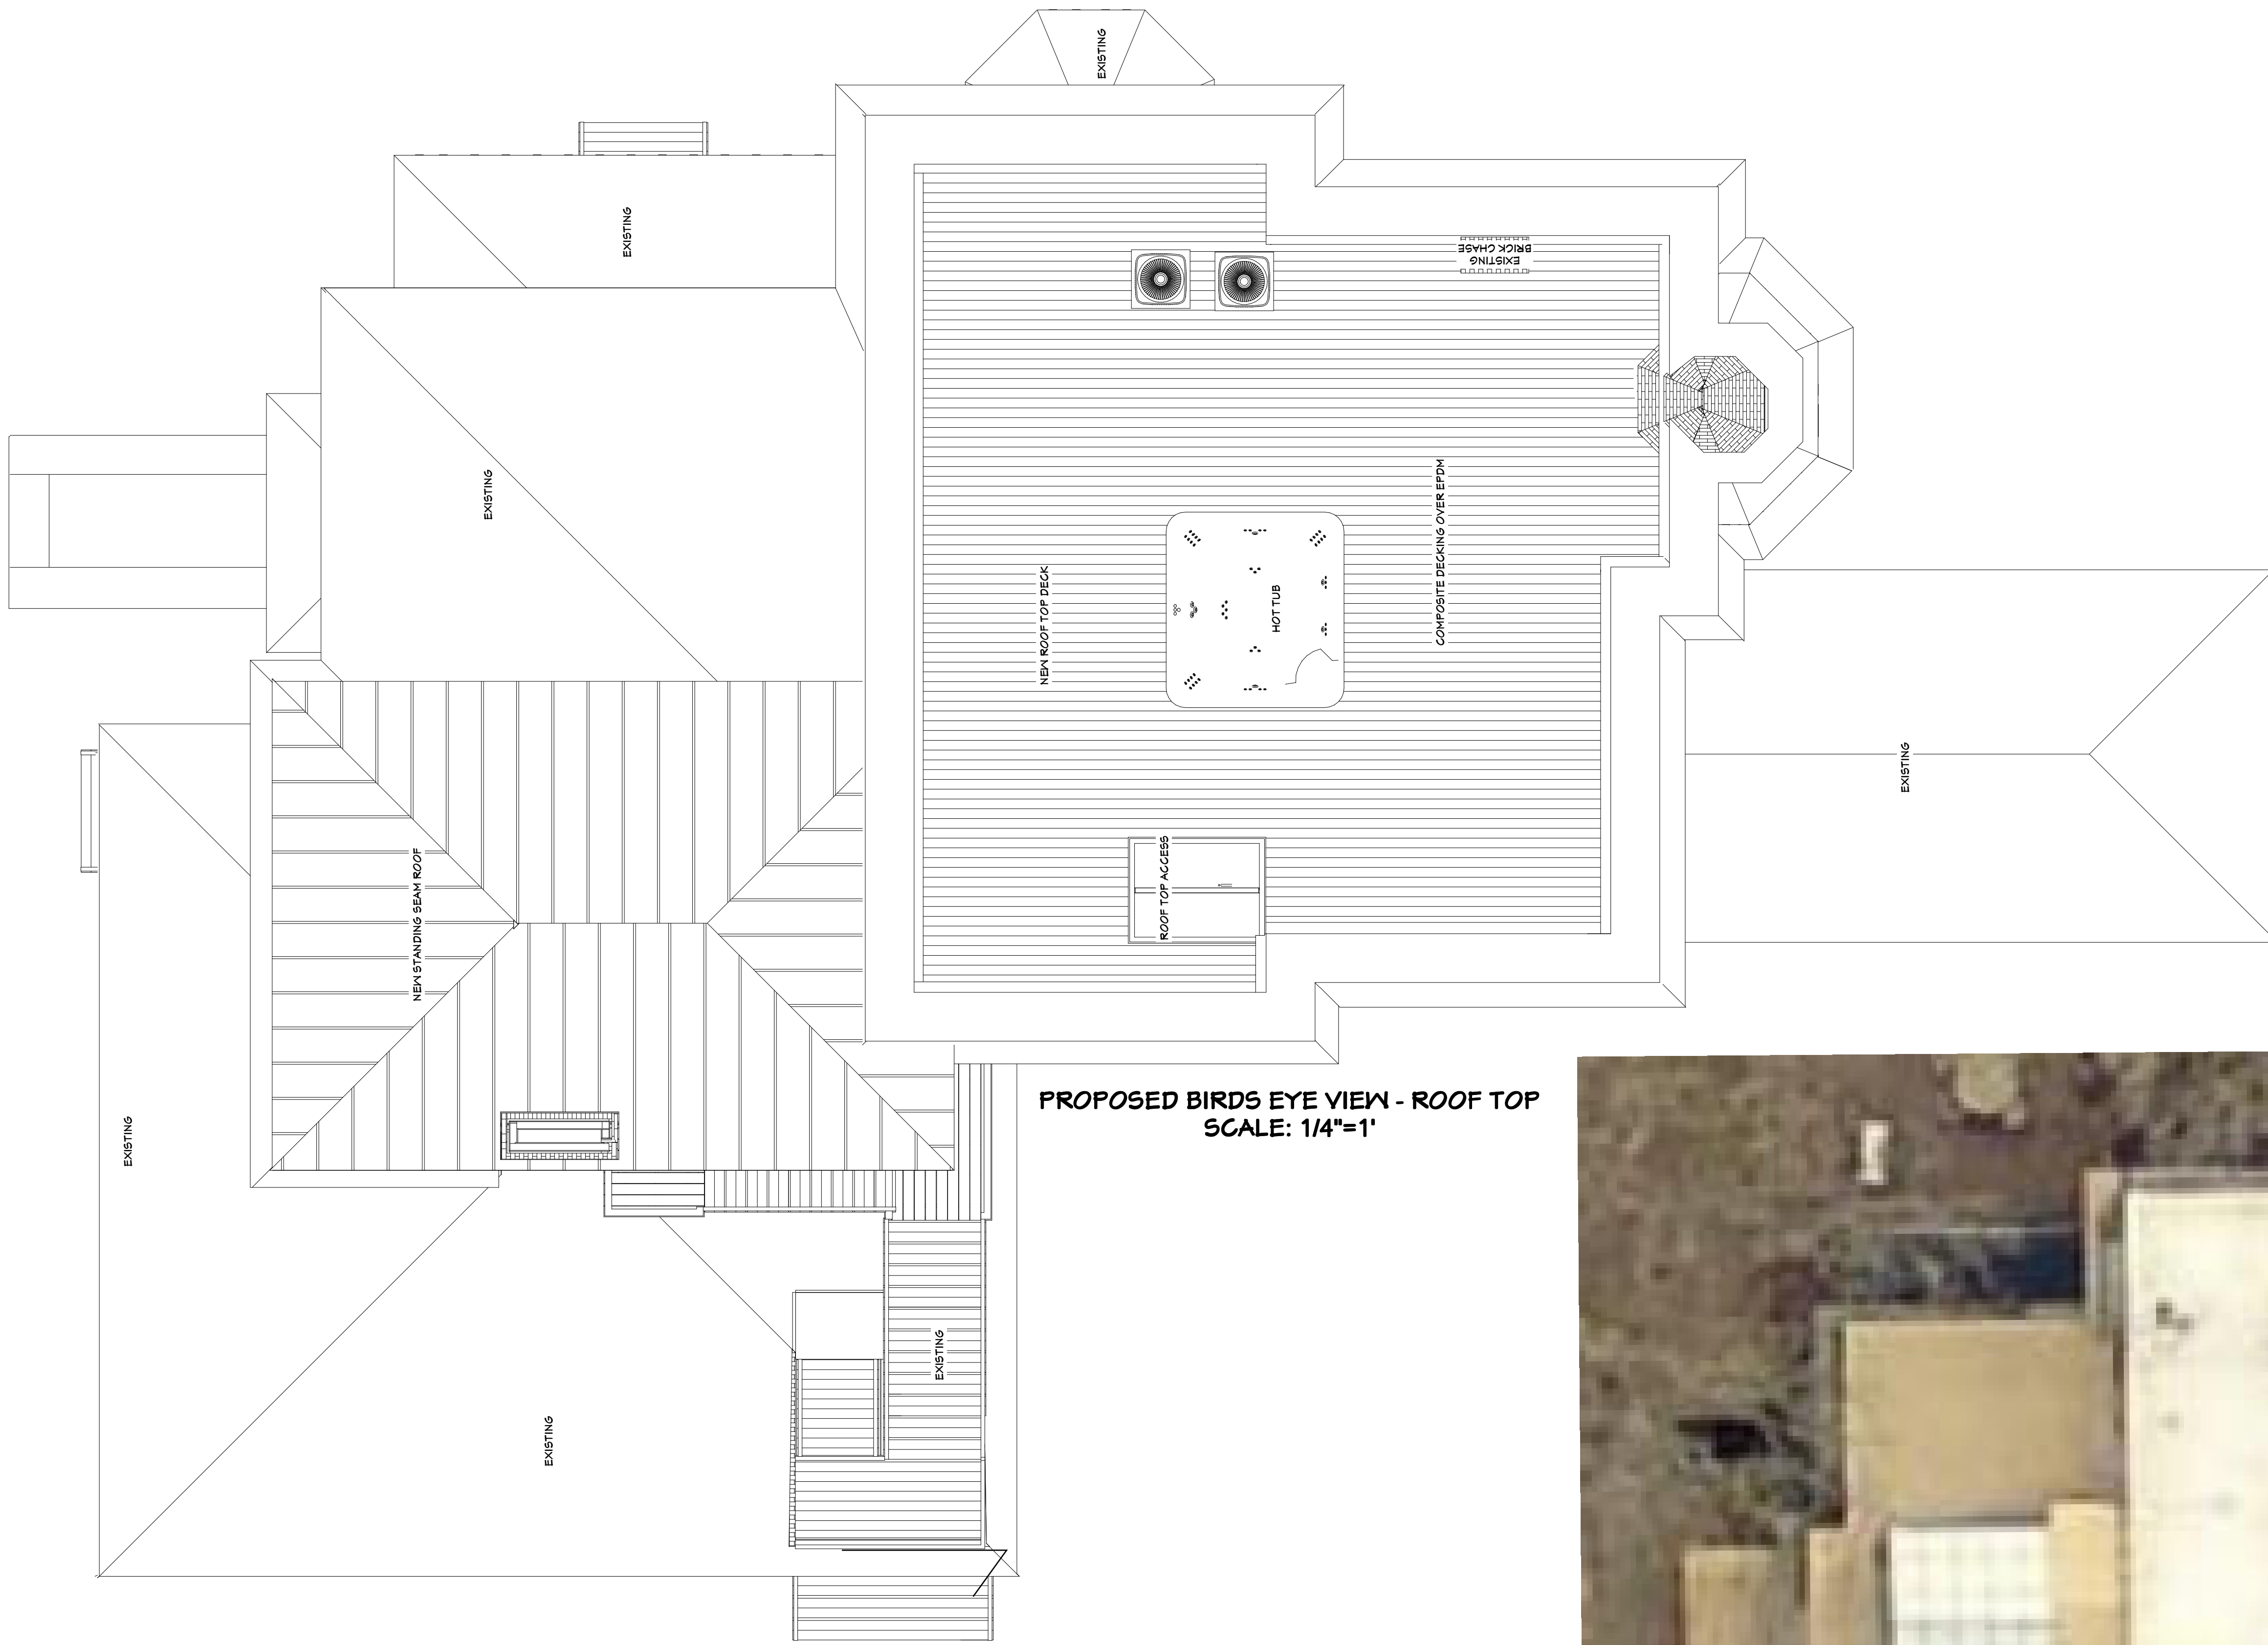 EXISTING
EXISTING
EXISTING
BRICK CHASE
EXISTING
NEW ROOF TOP DECK
HOT TUB
COMPOSITE DECKING OVER EPDM
EXISTING
NEW STANDING SEAM ROOF
ROOF TOP ACCESS
PROPOSED BIRDS EYE VIEW - ROOF TOP
SCALE: 1/4"=1'
EXISTING
EXISTING
EXISTING